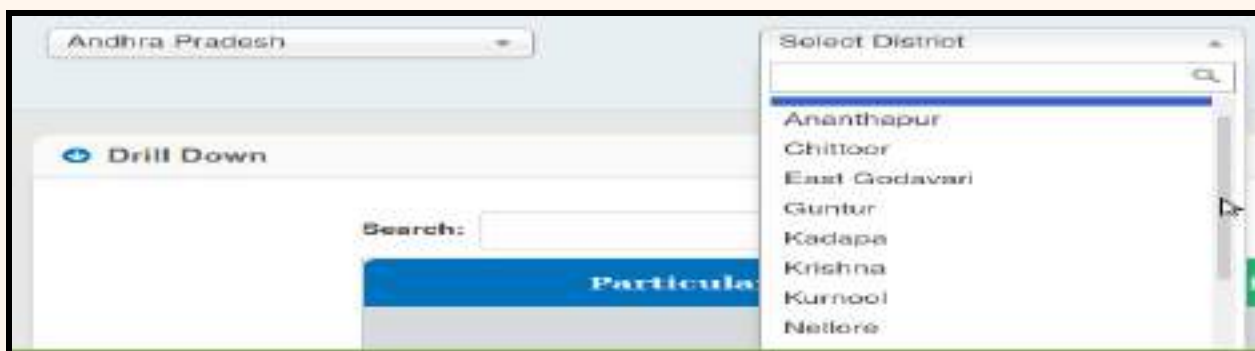 Andhra Pradesh
Select District
Ananthapur
Chittoor
East Godavari
Guntur
Kadapa
Krishna
Kurnool
Nellore
Drill Down
Search: